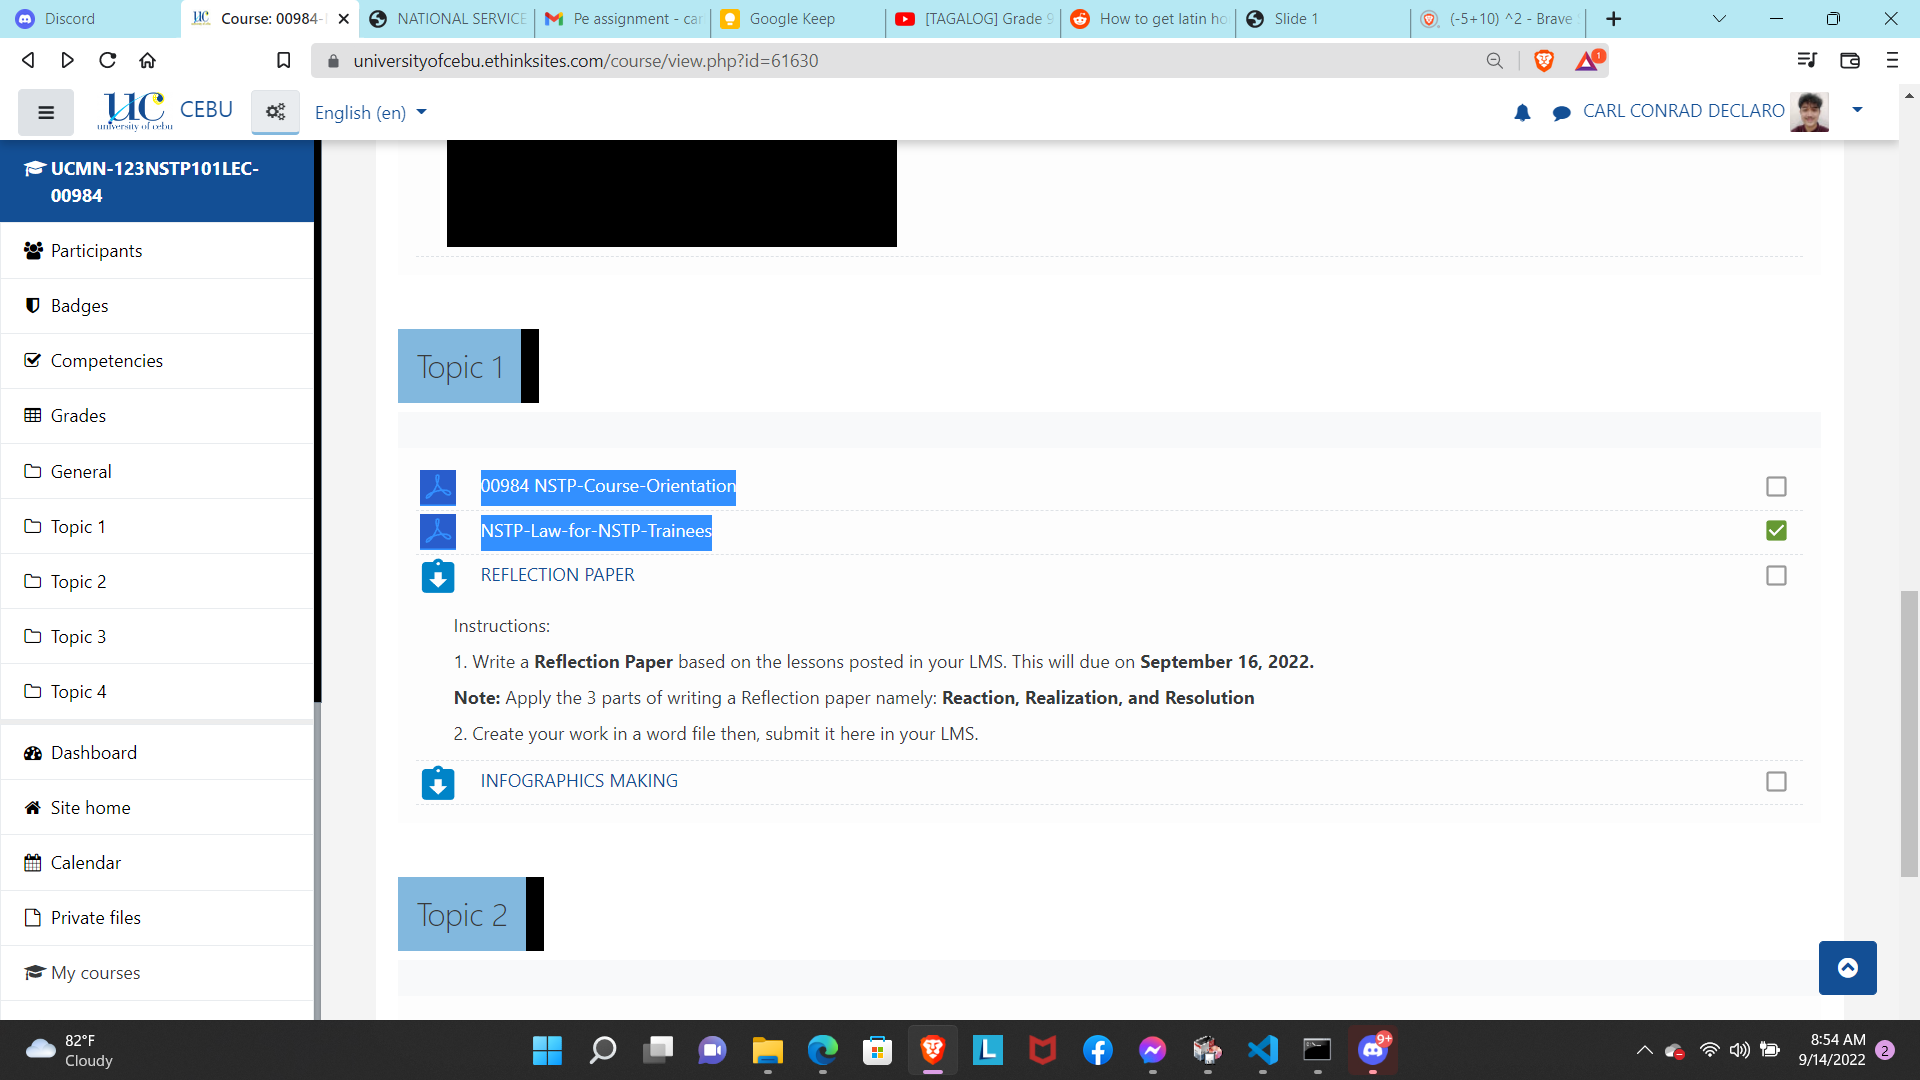 Discord
Course: 00984-
NATIONAL SERVICE
Pe assignment - car
Google Keep
[TAGALOG] Grade 9
How to get latin ho
Slide 1
(-5+10) ^2 - Brave
universityofcebu.ethinksites.com/course/view.php?id=61630
1
UC
university of cebu
CEBU
English (en)
CARL CONRAD DECLARO
UCMN-123NSTP101LEC-
00984
Participants
Badges
Competencies
Grades
General
Topic 1
Topic 2
Topic 3
Topic 4
Dashboard
Site home
Calendar
Private files
My courses
Topic 1
00984 NSTP-Course-Orientation
NSTP-Law-for-NSTP-Trainees
REFLECTION PAPER
Instructions:
1. Write a Reflection Paper based on the lessons posted in your LMS. This will due on September 16, 2022.
Note: Apply the 3 parts of writing a Reflection paper namely: Reaction, Realization, and Resolution
2. Create your work in a word file then, submit it here in your LMS.
INFOGRAPHICS MAKING
Topic 2
82°F
Cloudy
L
9+
8:54 AM
9/14/2022
2